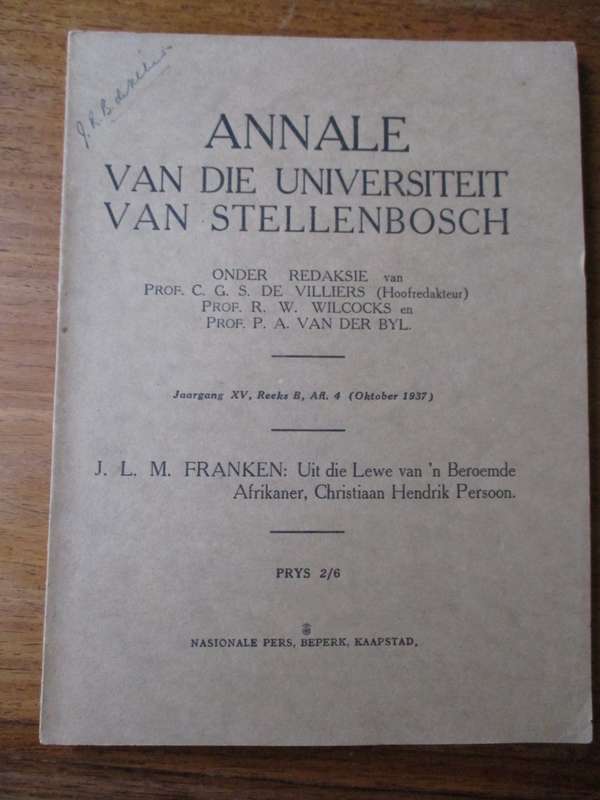 J. R. B.
ANNALE
VAN DIE UNIVERSITEIT
VAN STELLENBOSCH
ONDER REDAKSIE van
PROF. C. G. S. DE VILLIERS (Hoofredakteur)
PROF. R. W. WILCOCKS en
PROF. P. A. VAN DER BYL.
Jaargang XV, Reeks B, Afl. 4 (Oktober 1937)
J. L. M. FRANKEN: Uit die Lewe van 'n Beroemde
Afrikaner, Christiaan Hendrik Persoon.
PRYS 2/6
NASIONALE PERS, BEPERK, KAAPSTAD,